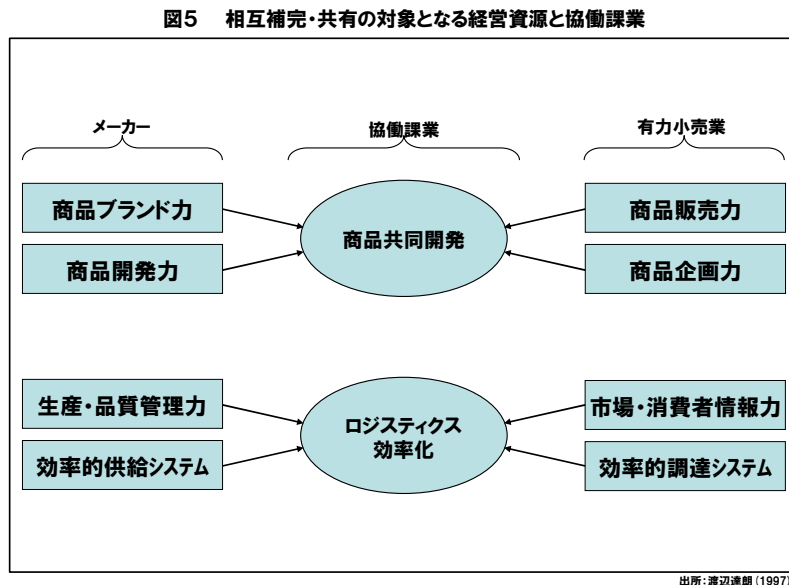 図5　相互補完・共有の対象となる経営資源と協働課業
メーカー
協働課業
有力小売業
商品ブランド力
商品共同開発
商品販売力
商品開発力
商品企画力
生産・品質管理力
ロジスティクス
効率化
市場・消費者情報力
効率的供給システム
効率的調達システム
出所：渡辺達朗（1997）